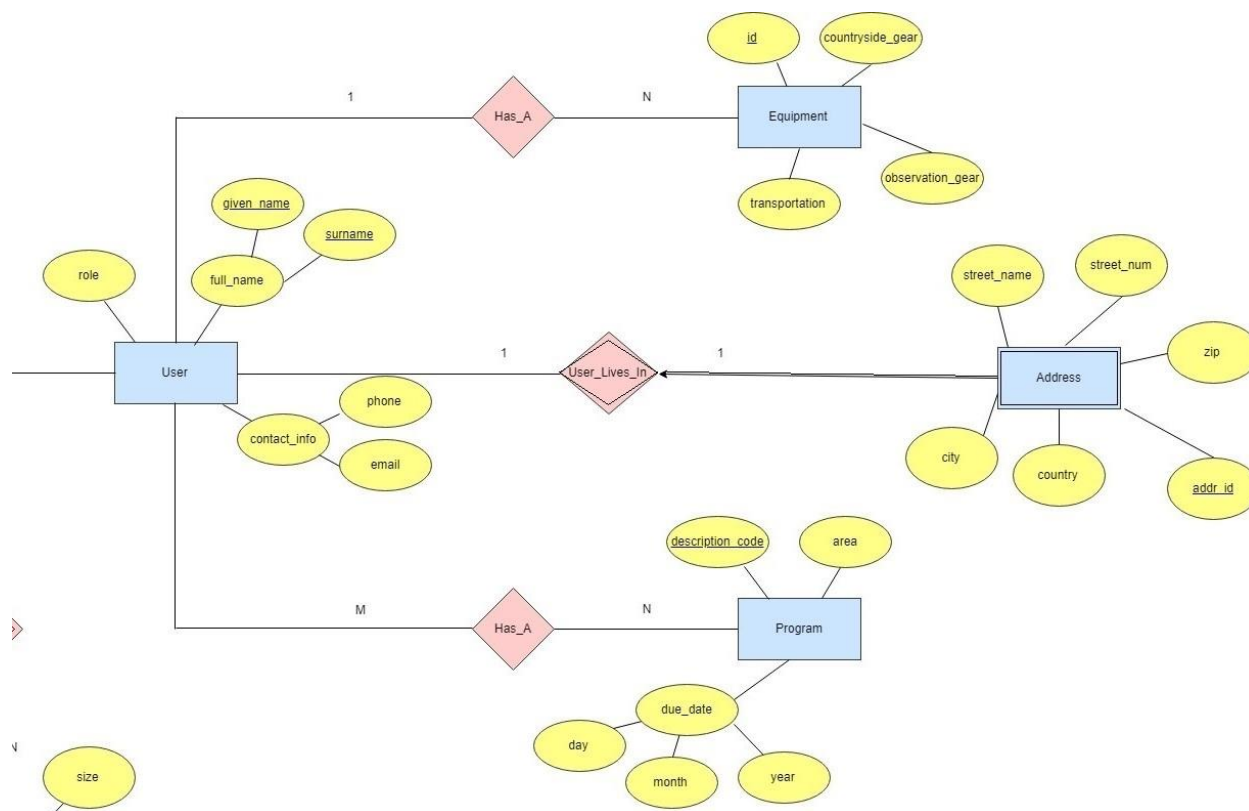 id
countryside_gear
1
Has_A
N
Equipment
observation_gear
transportation
given_name
surname
role
full_name
street_name
street_num
zip
User
1
User_Lives_In
1
Address
phone
contact_info
email
city
country
addr_id
description_code
area
M
Has_A
N
Program
due_date
day
month
year
N
size